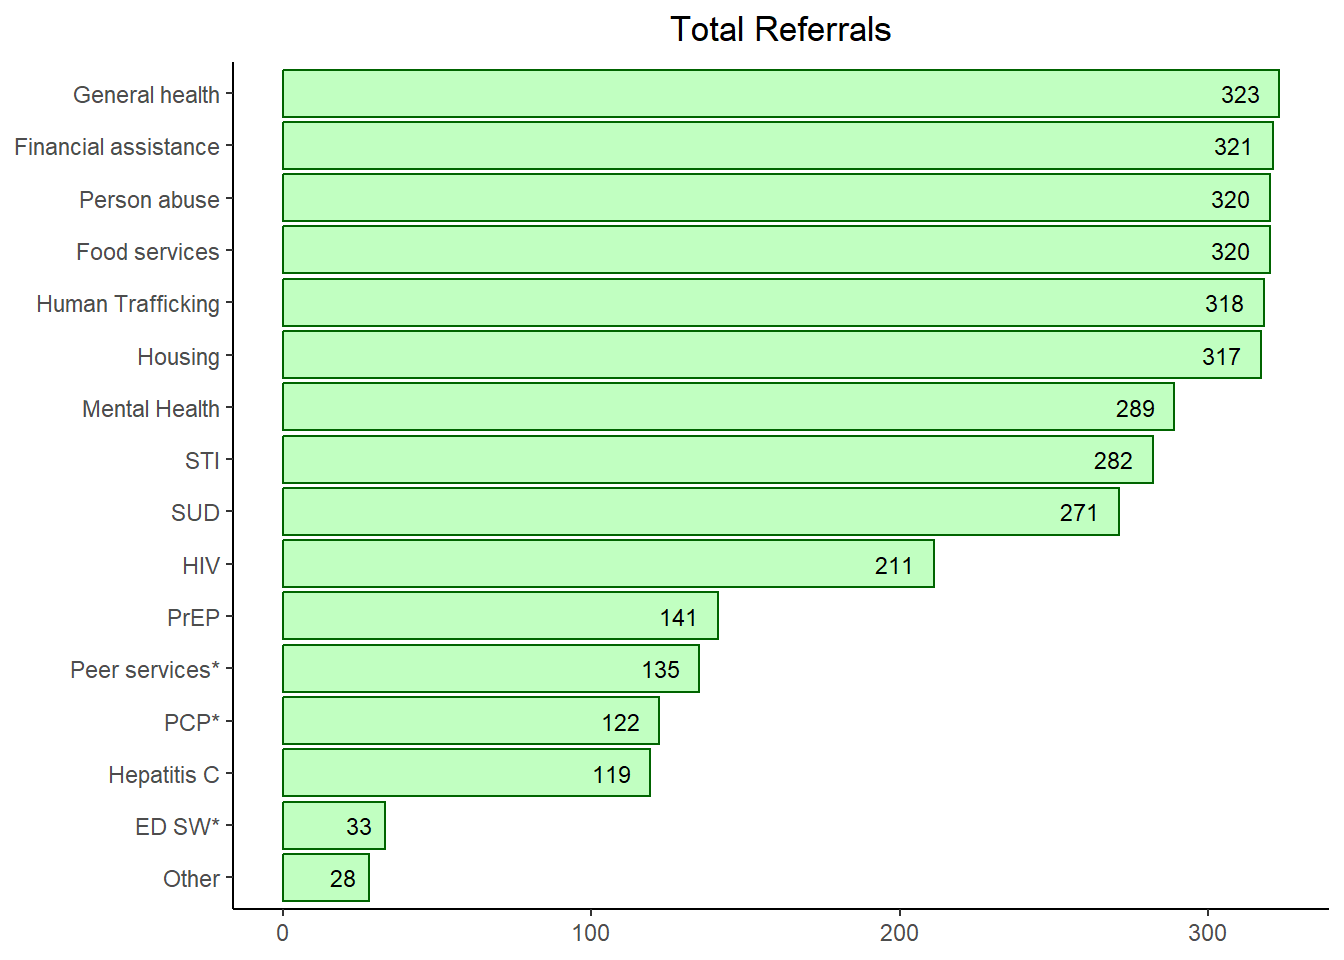 Total Referrals
General health 323
Financial assistance 321
Person abuse 320
Food services 320
Human Trafficking 318
Housing 317
Mental Health 289
STI 282
SUD 271
HIV 211
PrEP 141
Peer services* 135
PCP* 122
Hepatitis C 119
ED SW* 33
Other 28
0 100 200 300